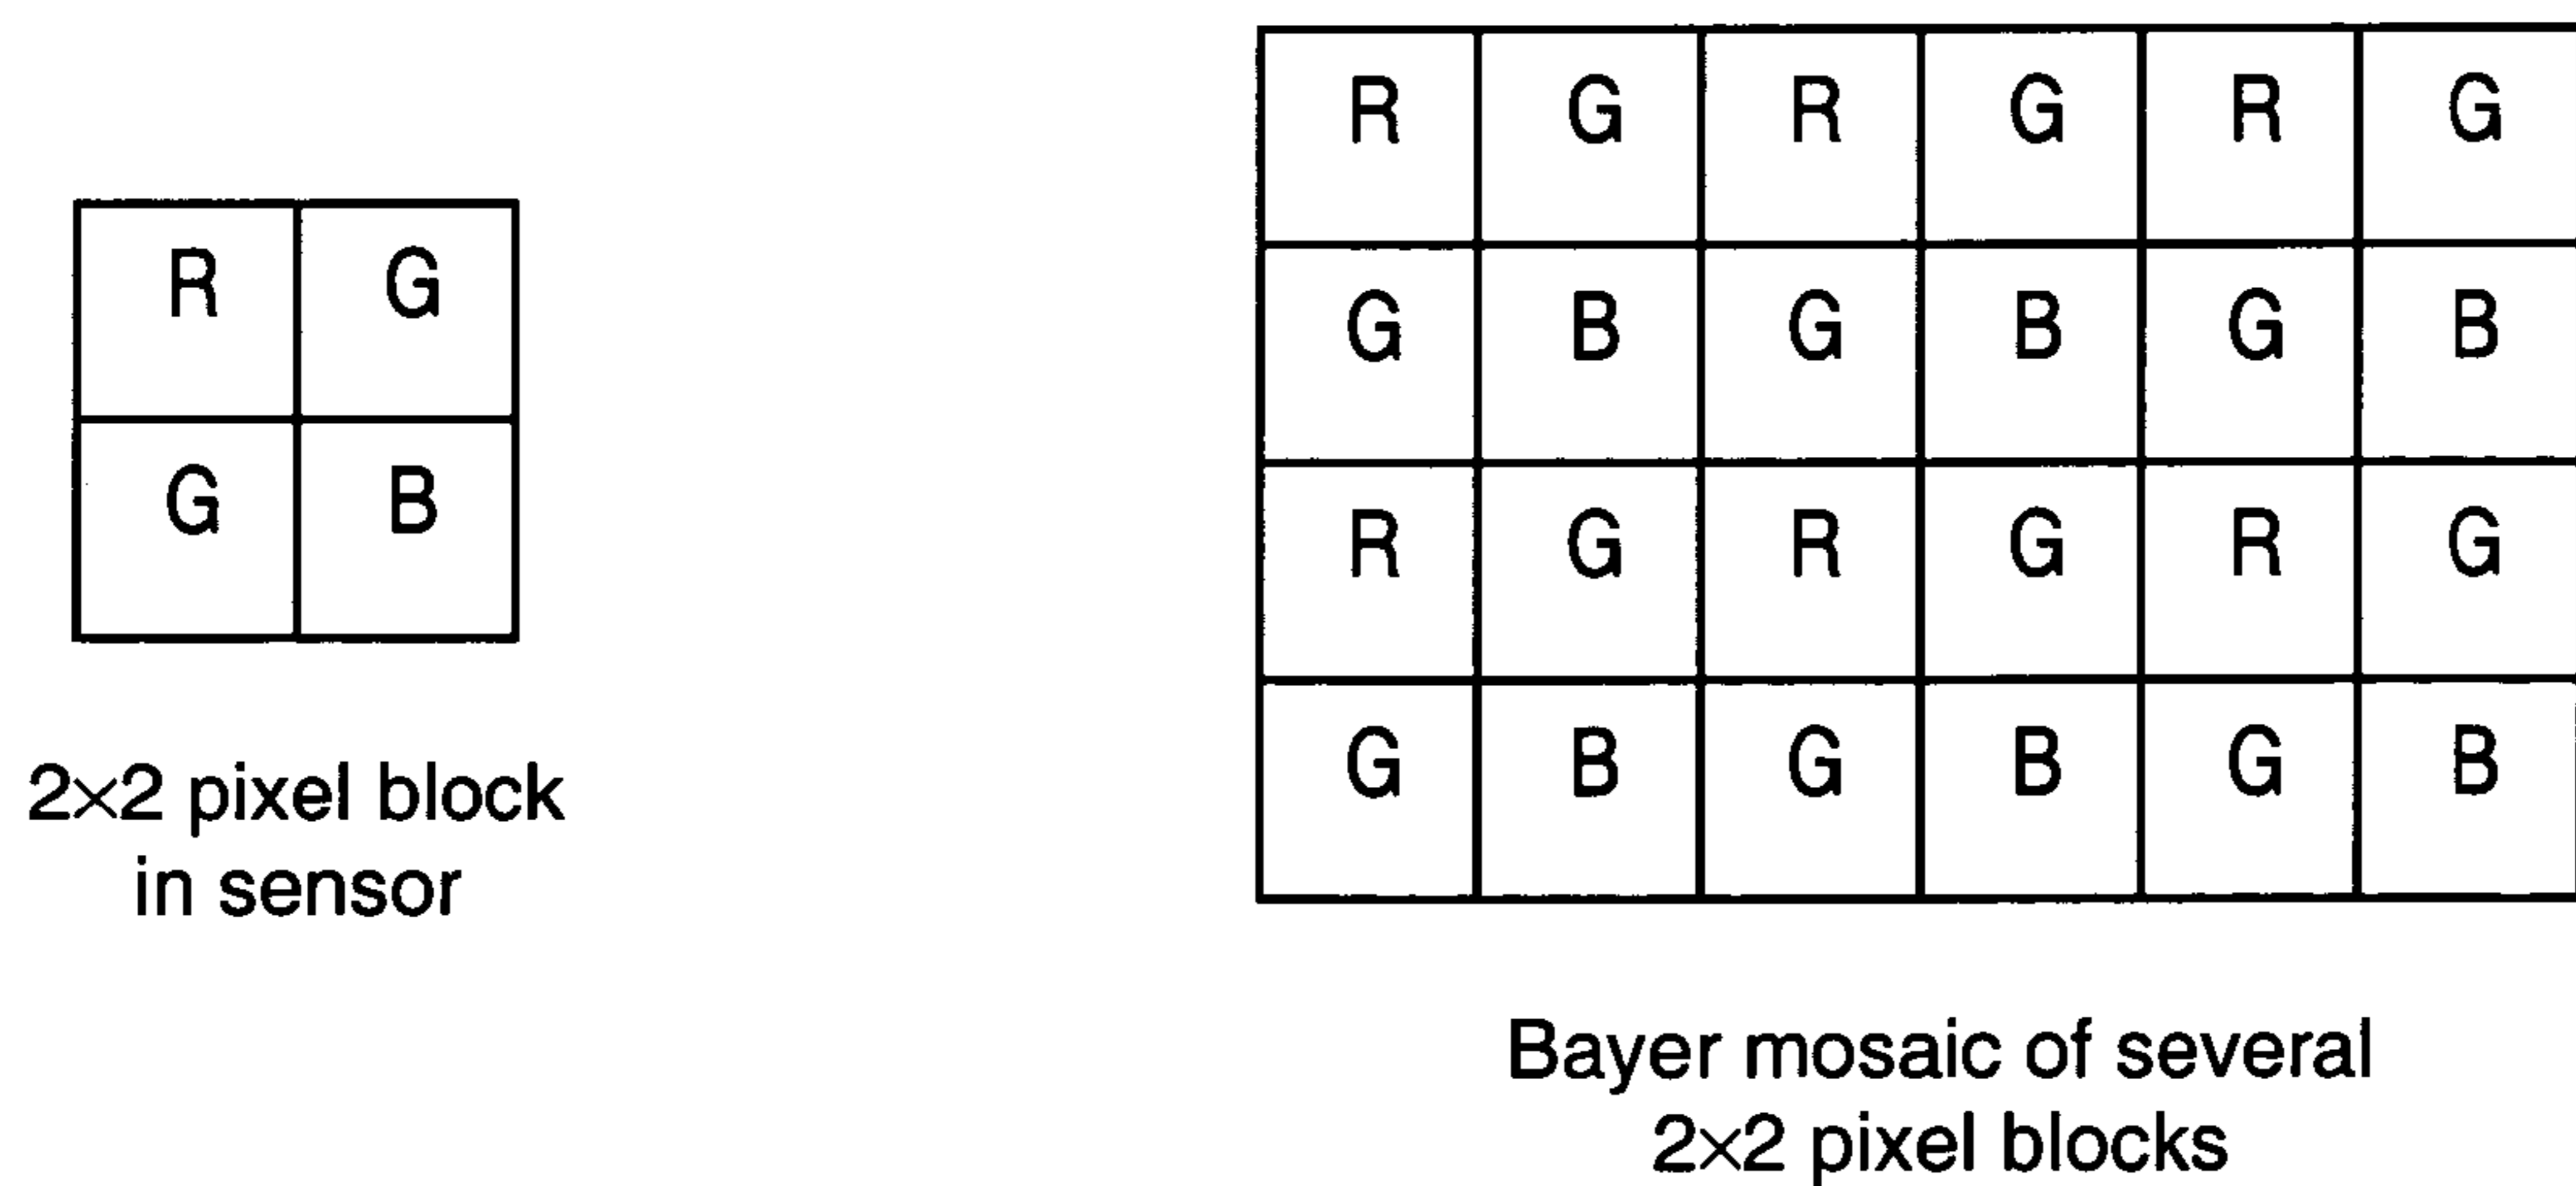 R G
G B
2×2 pixel block
in sensor
R G R G R G
G B G B G B
R G R G R G
G B G B G B
Bayer mosaic of several
2×2 pixel blocks